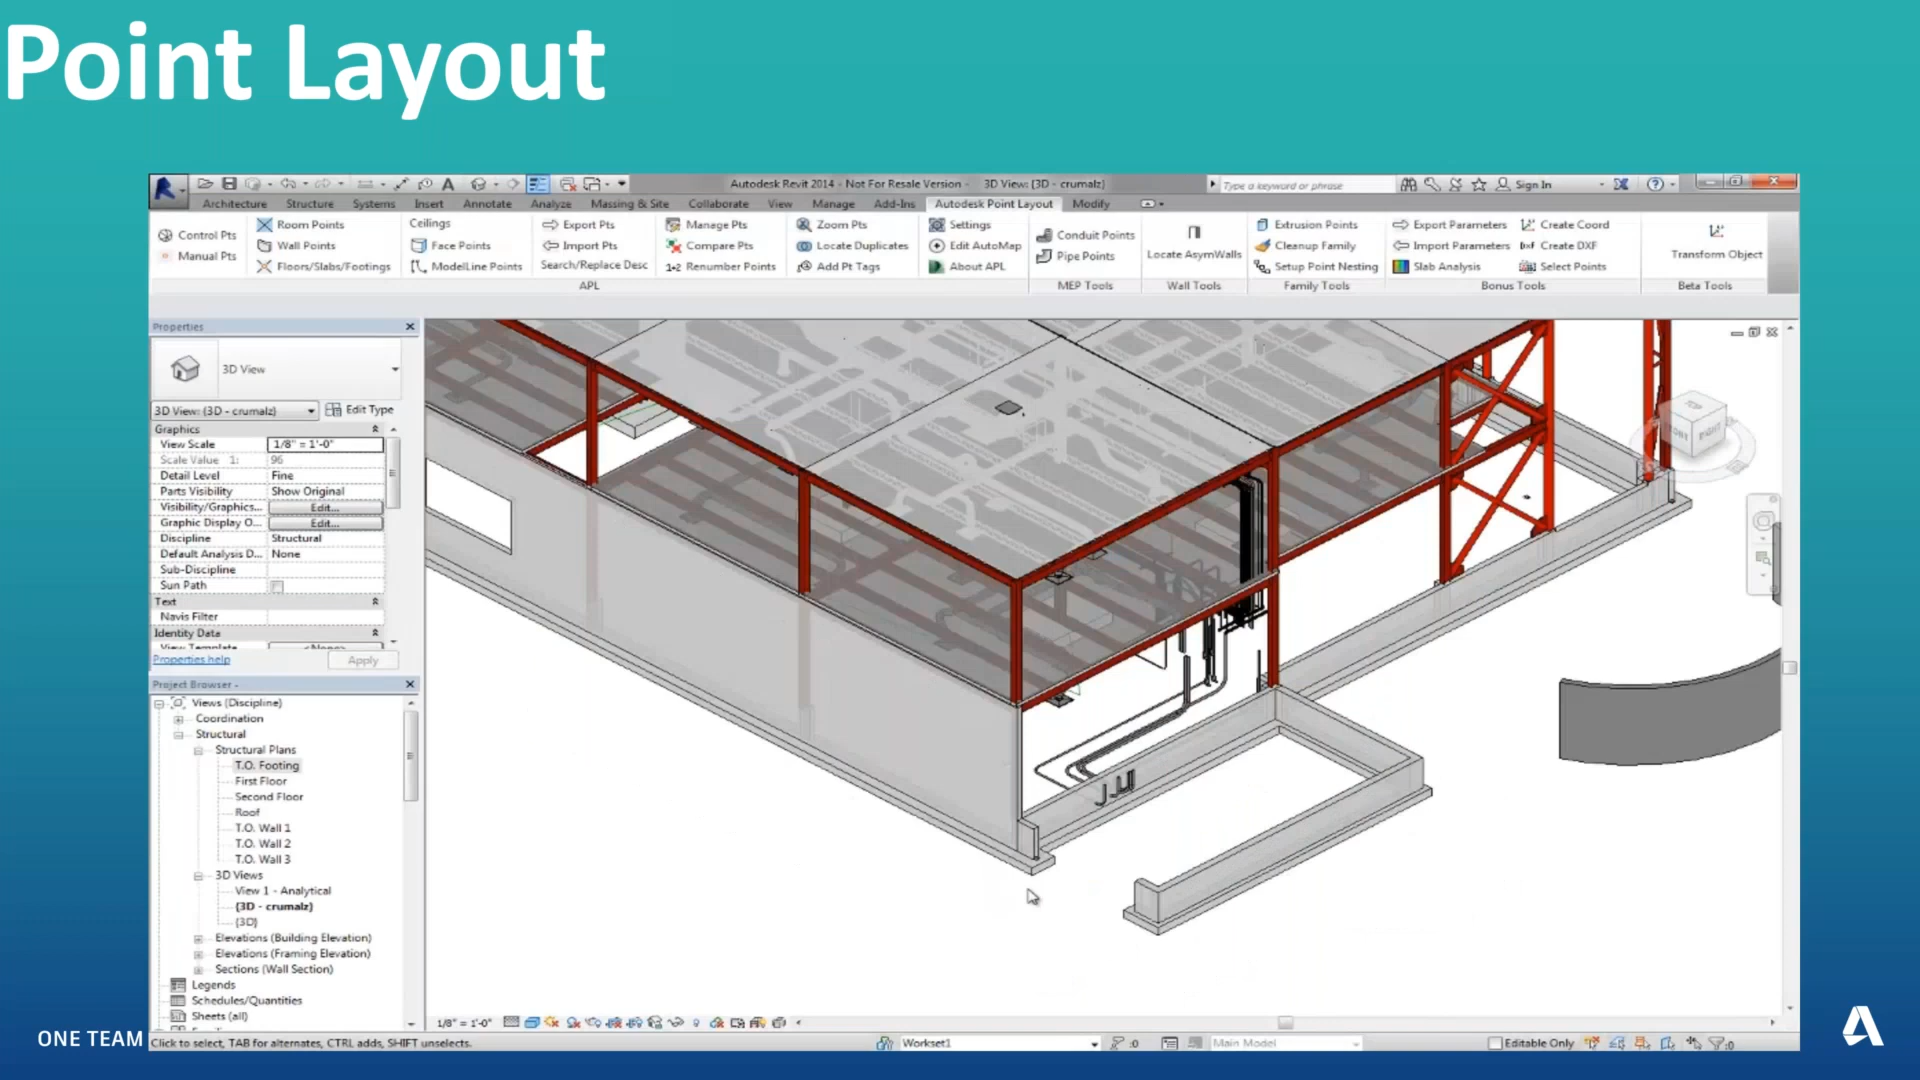 Point Layout
Autodesk Revit 2014 - Not For Resale Version - 3D View: {3D - crumalz}
Type a keyword or phrase
Sign In
Architecture Structure Systems Insert Annotate Analyze Massing & Site Collaborate View Manage Add-Ins Autodesk Point Layout Modify
Control Pts
Manual Pts
Room Points
Wall Points
Floors/Slabs/Footings
Ceilings
Face Points
ModelLine Points
Export Pts
Import Pts
Search/Replace Desc
Manage Pts
Compare Pts
1+2 Renumber Points
Zoom Pts
Locate Duplicates
Add Pt Tags
Settings
Edit AutoMap
About APL
APL
Conduit Points
Pipe Points
MEP Tools
Locate AsymWalls
Wall Tools
Extrusion Points
Cleanup Family
Setup Point Nesting
Family Tools
Export Parameters
Import Parameters
Slab Analysis
Create Coord
DXF Create DXF
Select Points
Bonus Tools
Transform Object
Beta Tools
Properties
3D View
3D View: {3D - crumalz} Edit Type
Graphics
View Scale 1/8" = 1'-0"
Scale Value 1: 96
Detail Level Fine
Parts Visibility Show Original
Visibility/Graphics... Edit...
Graphic Display O... Edit...
Discipline Structural
Default Analysis D... None
Sub-Discipline
Sun Path
Text
Navis Filter
Identity Data
View Template <None>
Properties help Apply
Project Browser -
Views (Discipline)
Coordination
Structural
Structural Plans
T.O. Footing
First Floor
Second Floor
Roof
T.O. Wall 1
T.O. Wall 2
T.O. Wall 3
3D Views
View 1 - Analytical
{3D - crumalz}
{3D}
Elevations (Building Elevation)
Elevations (Framing Elevation)
Sections (Wall Section)
Legends
Schedules/Quantities
Sheets (all)
TOP
RIGHT
1/8" = 1'-0"
Click to select, TAB for alternates, CTRL adds, SHIFT unselects.
Workset1
:0
Main Model
Editable Only
:0
ONE TEAM